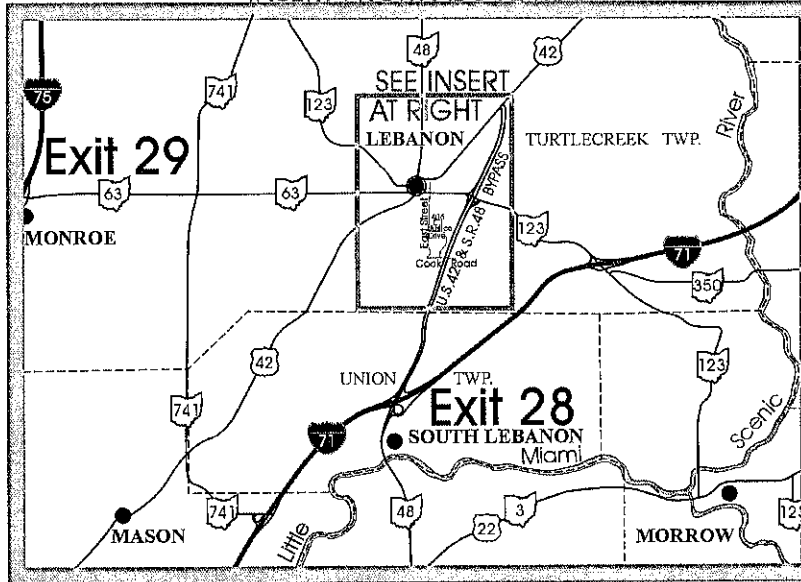 48
42
75
741
123
SEE INSERT
AT RIGHT
LEBANON
TURTLECREEK TWP.
River
Exit 29
63
63
MONROE
East Street
U.S. 42 & S.R. 48 BYPASS
123
Cook Road
71
350
42
UNION TWP.
123
741
Exit 28
71
SOUTH LEBANON
Scenic
Miami
741
MASON
Little
48
22
3
MORROW
123